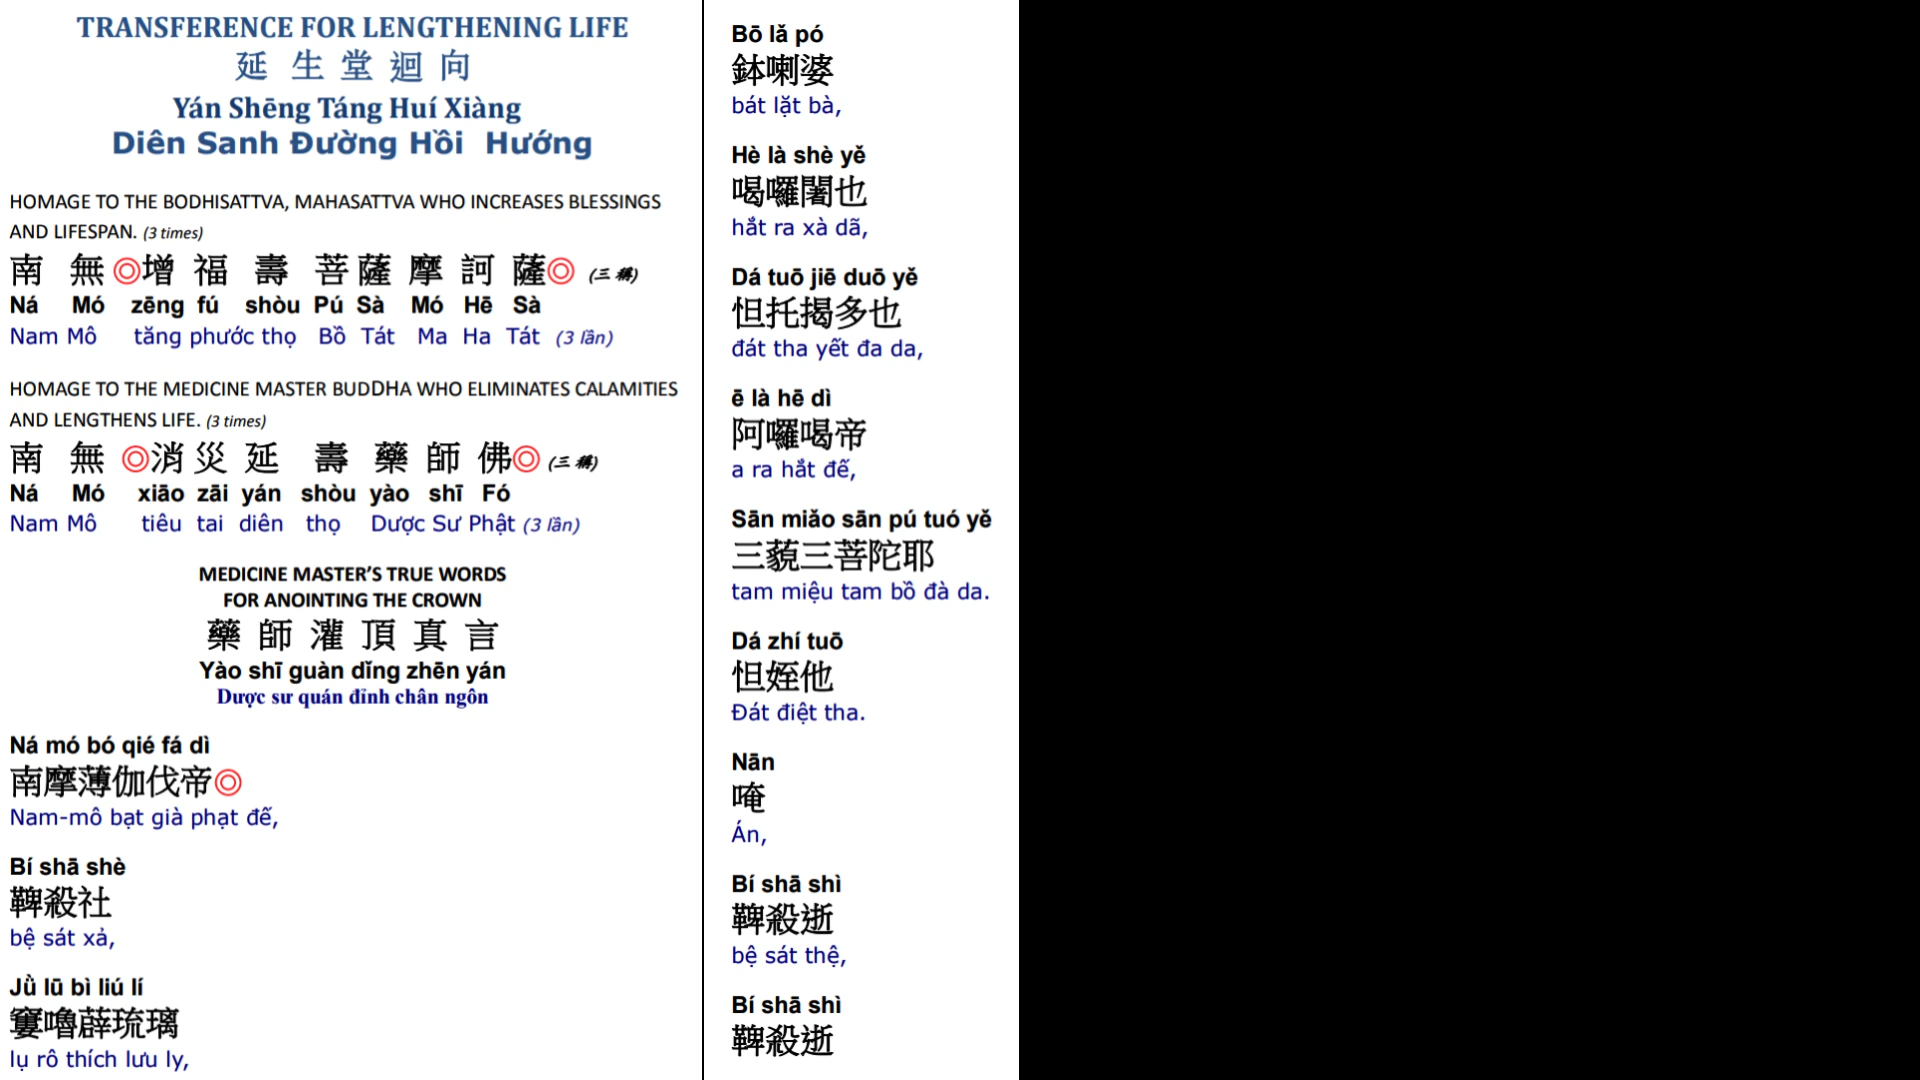 TRANSFERENCE FOR LENGTHENING LIFE
延 生 堂 迴 向
Yán Shēng Táng Huí Xiàng
Diên Sanh Đường Hồi Hướng
HOMAGE TO THE BODHISATTVA, MAHASATTVA WHO INCREASES BLESSINGS
AND LIFESPAN. (3 times)
南 無 ◎增 福 壽 菩 薩 摩 訶 薩◎ (三 稱)
Ná Mó zēng fú shòu Pú Sà Mó Hē Sà
Nam Mô tăng phước thọ Bồ Tát Ma Ha Tát (3 lần)
HOMAGE TO THE MEDICINE MASTER BUDDHA WHO ELIMINATES CALAMITIES
AND LENGTHENS LIFE. (3 times)
南 無 ◎消 災 延 壽 藥 師 佛◎ (三 稱)
Ná Mó xiāo zāi yán shòu yào shī Fó
Nam Mô tiêu tai diên thọ Dược Sư Phật (3 lần)
MEDICINE MASTER’S TRUE WORDS
FOR ANOINTING THE CROWN
藥 師 灌 頂 真 言
Yào shī guàn dǐng zhēn yán
Dược sư quán đỉnh chân ngôn
Ná mó bó qié fá dì
南摩薄伽伐帝◎
Nam-mô bạt già phạt đế,
Bí shā shè
鞞殺社
bệ sát xả,
Jǜ lū bì liú lí
窶嚕薜琉璃
lụ rô thích lưu ly,
Bō lǎ pó
鉢喇婆
bát lặt bà,
Hè là shè yě
喝囉闍也
hắt ra xà dã,
Dá tuō jiē duō yě
怛托揭多也
đát tha yết đa da,
ē là hē dì
阿囉喝帝
a ra hắt đế,
Sān miǎo sān pú tuó yě
三藐三菩陀耶
tam miệu tam bồ đà da.
Dá zhí tuō
怛姪他
Đát điệt tha.
Nān
唵
Án,
Bí shā shì
鞞殺逝
bệ sát thệ,
Bí shā shì
鞞殺逝